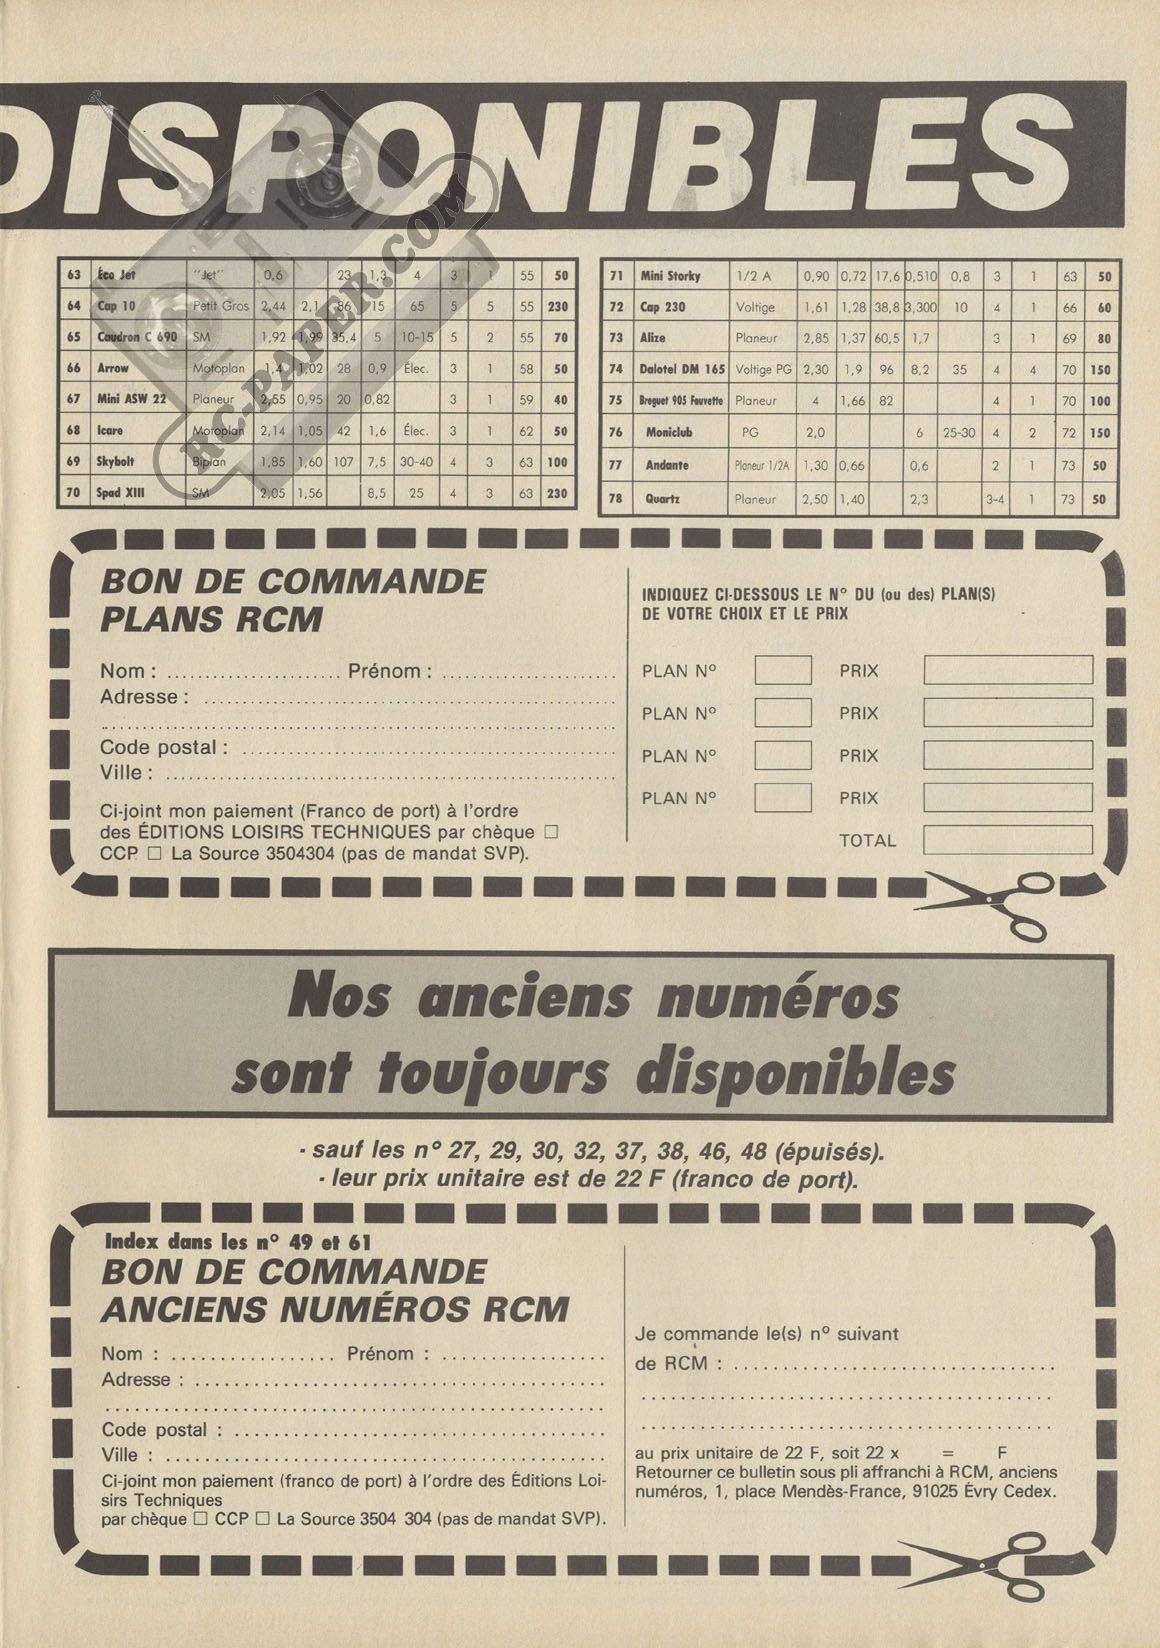 DISPONIBLES
RC-PAPER.COM
63 Éco Jet "Jet" 0,6 23 1,3 4 3 1 55 50
64 Cap 10 Petit Gros 2,44 2,1 86 15 65 5 5 55 230
65 Caudron C 690 SM 1,92 1,99 35,4 5 10-15 5 2 55 70
66 Arrow Motoplan 1,4 1,02 28 0,9 Élec. 3 1 58 50
67 Mini ASW 22 Planeur 2,55 0,95 20 0,82 3 1 59 40
68 Icare Motoplan 2,14 1,05 42 1,6 Élec. 3 1 62 50
69 Skybolt Biplan 1,85 1,60 107 7,5 30-40 4 3 63 100
70 Spad XIII SM 2,05 1,56 8,5 25 4 3 63 230
71 Mini Storky 1/2 A 0,90 0,72 17,6 0,510 0,8 3 1 63 50
72 Cap 230 Voltige 1,61 1,28 38,8 3,300 10 4 1 66 60
73 Alize Planeur 2,85 1,37 60,5 1,7 3 1 69 80
74 Dalotel DM 165 Voltige PG 2,30 1,9 96 8,2 35 4 4 70 150
75 Breguet 905 Fauvette Planeur 4 1,66 82 4 1 70 100
76 Moniclub PG 2,0 6 25-30 4 2 72 150
77 Andante Planeur 1/2A 1,30 0,66 0,6 2 1 73 50
78 Quartz Planeur 2,50 1,40 2,3 3-4 1 73 50
BON DE COMMANDE
PLANS RCM
Nom : ....................... Prénom : .......................
Adresse : .......................................................
....................................................................
Code postal : ..................................................
Ville : ............................................................
Ci-joint mon paiement (Franco de port) à l'ordre
des ÉDITIONS LOISIRS TECHNIQUES par chèque □
CCP □ La Source 3504304 (pas de mandat SVP).
INDIQUEZ CI-DESSOUS LE N° DU (ou des) PLAN(S)
DE VOTRE CHOIX ET LE PRIX
PLAN N° PRIX
PLAN N° PRIX
PLAN N° PRIX
PLAN N° PRIX
TOTAL
Nos anciens numéros
sont toujours disponibles
- sauf les n° 27, 29, 30, 32, 37, 38, 46, 48 (épuisés).
- leur prix unitaire est de 22 F (franco de port).
Index dans les n° 49 et 61
BON DE COMMANDE
ANCIENS NUMÉROS RCM
Nom : ................. Prénom : .................
Adresse : ...........................................
....................................................
Code postal : ......................................
Ville : ..............................................
Ci-joint mon paiement (franco de port) à l'ordre des Éditions Loi-
sirs Techniques
par chèque □ CCP □ La Source 3504 304 (pas de mandat SVP).
Je commande le(s) n° suivant
de RCM : .................................
..........................................
..........................................
au prix unitaire de 22 F, soit 22 x = F
Retourner ce bulletin sous pli affranchi à RCM, anciens
numéros, 1, place Mendès-France, 91025 Évry Cedex.